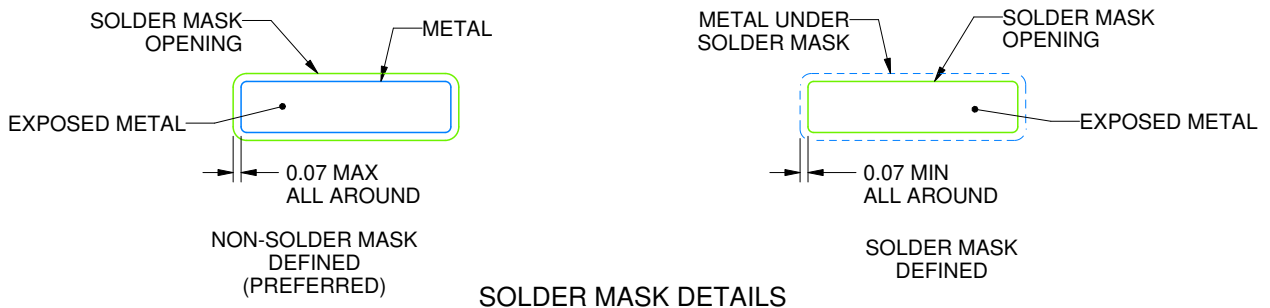 SOLDER MASK
OPENING
METAL
EXPOSED METAL
0.07 MAX
ALL AROUND
NON-SOLDER MASK
DEFINED
(PREFERRED)
METAL UNDER
SOLDER MASK
SOLDER MASK
OPENING
EXPOSED METAL
0.07 MIN
ALL AROUND
SOLDER MASK
DEFINED
SOLDER MASK DETAILS